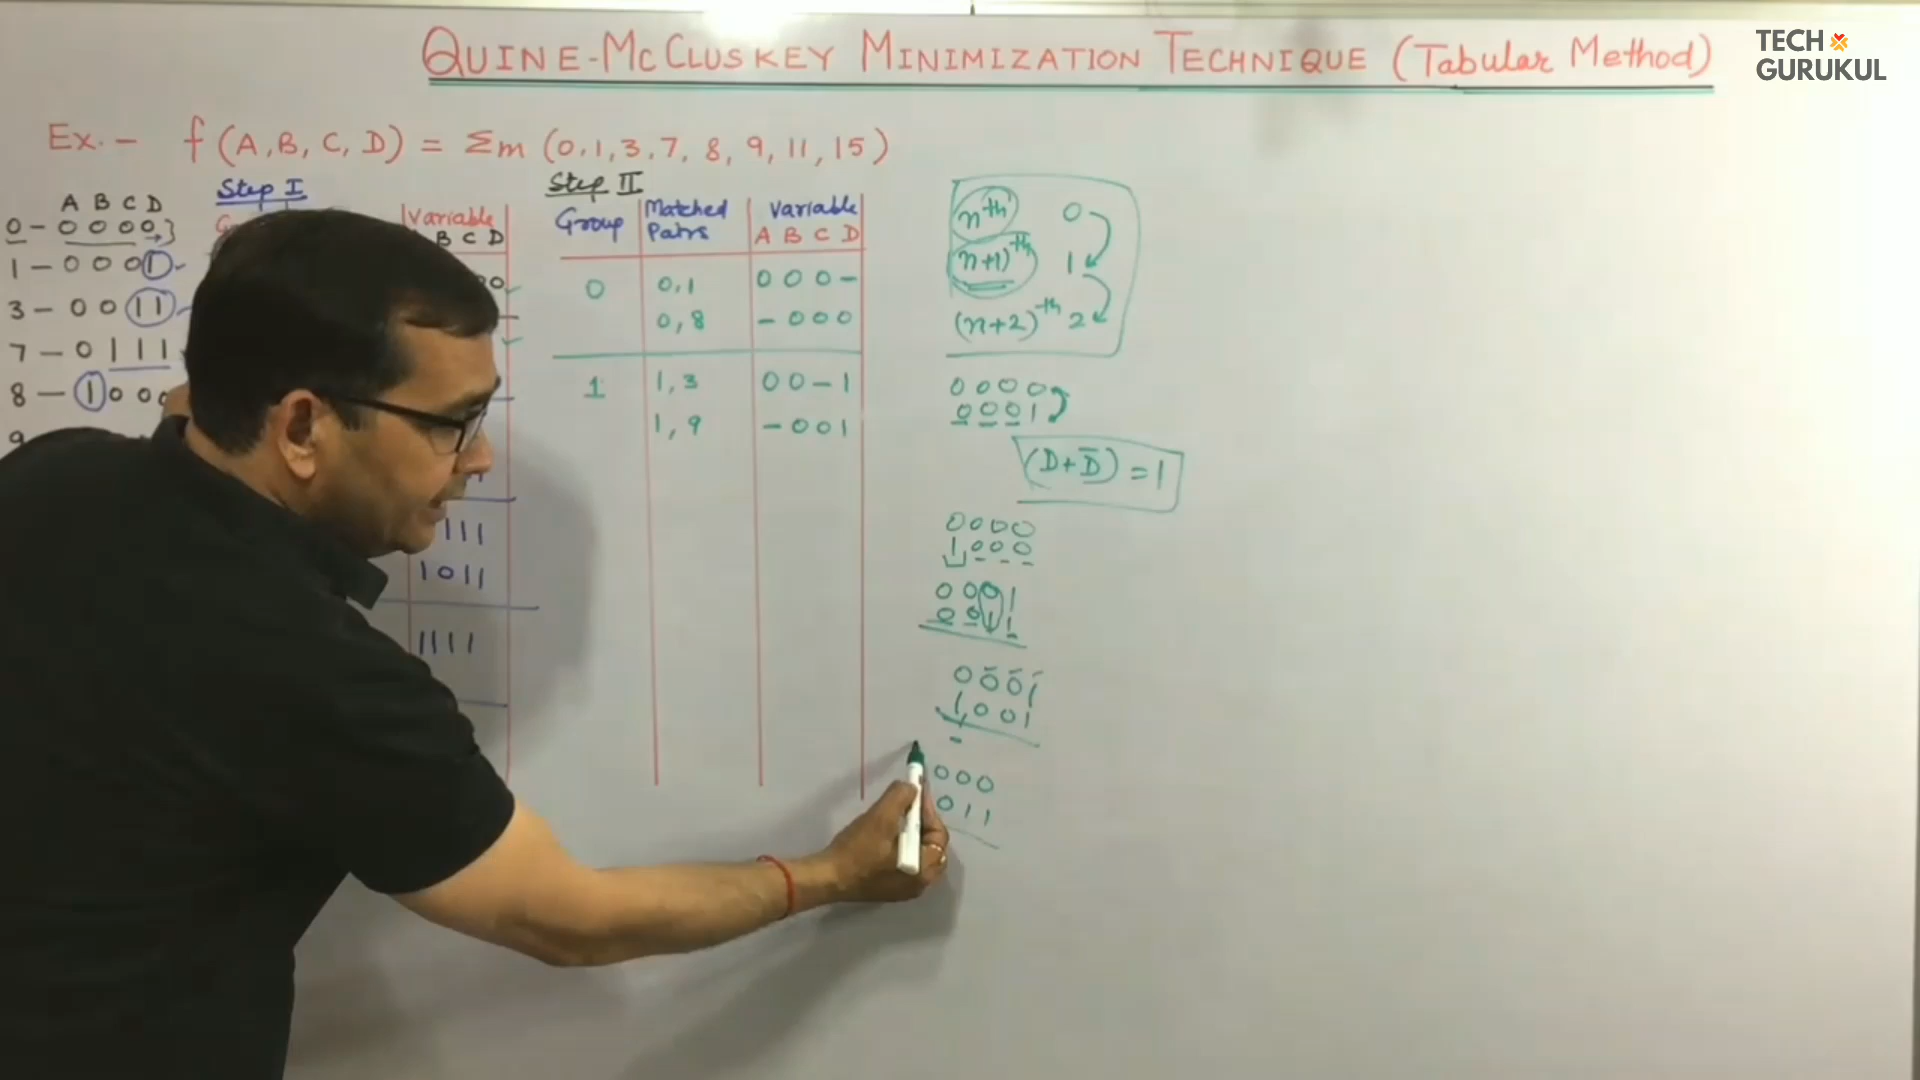 QUINE-McCLUSKEY MINIMIZATION TECHNIQUE (Tabular Method)
TECH
GURUKUL
Ex.- f(A,B,C,D) = Σm (0,1,3,7,8,9,11,15)
A B C D
0 - 0 0 0 0
1 - 0 0 0 1
3 - 0 0 1 1
7 - 0 1 1 1
8 - 1 0 0 0
9
Step I
Variable
B C D
1 0 1 1
1 1 1 1
Step II
Group Matched Pairs Variable A B C D
0 0,1 0 0 0 -
0,8 - 0 0 0
1 1,3 0 0 - 1
1,9 - 0 0 1
nth 0
(n+1)th 1
(n+2)th 2
0 0 0 0
0 0 0 1
(D+D̅) = 1
0 0 0 0
1 0 0 0
0 0 0 1
0 0 1 1
0 0 0 1
1 0 0 1
-
0 0 0
0 1 1